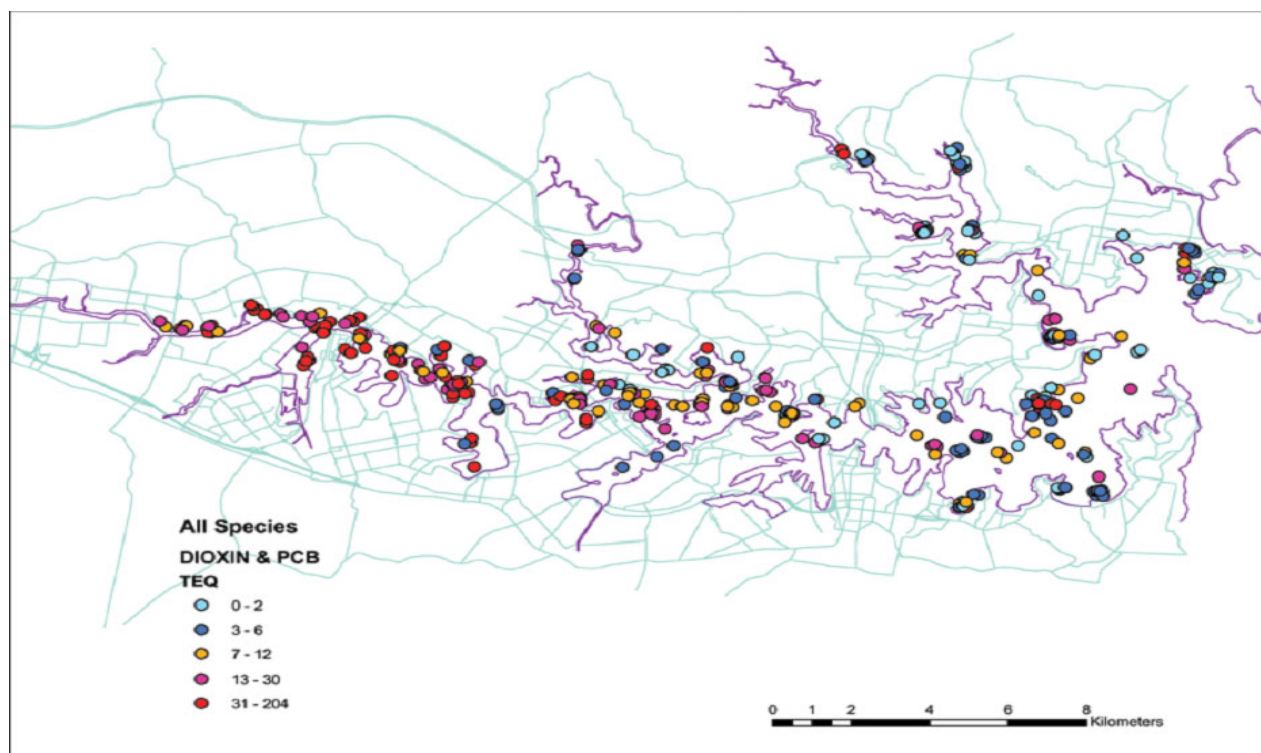 All Species
DIOXIN & PCB
TEQ
0 - 2
3 - 6
7 - 12
13 - 30
31 - 204
0 1 2 4 6 8
Kilometers